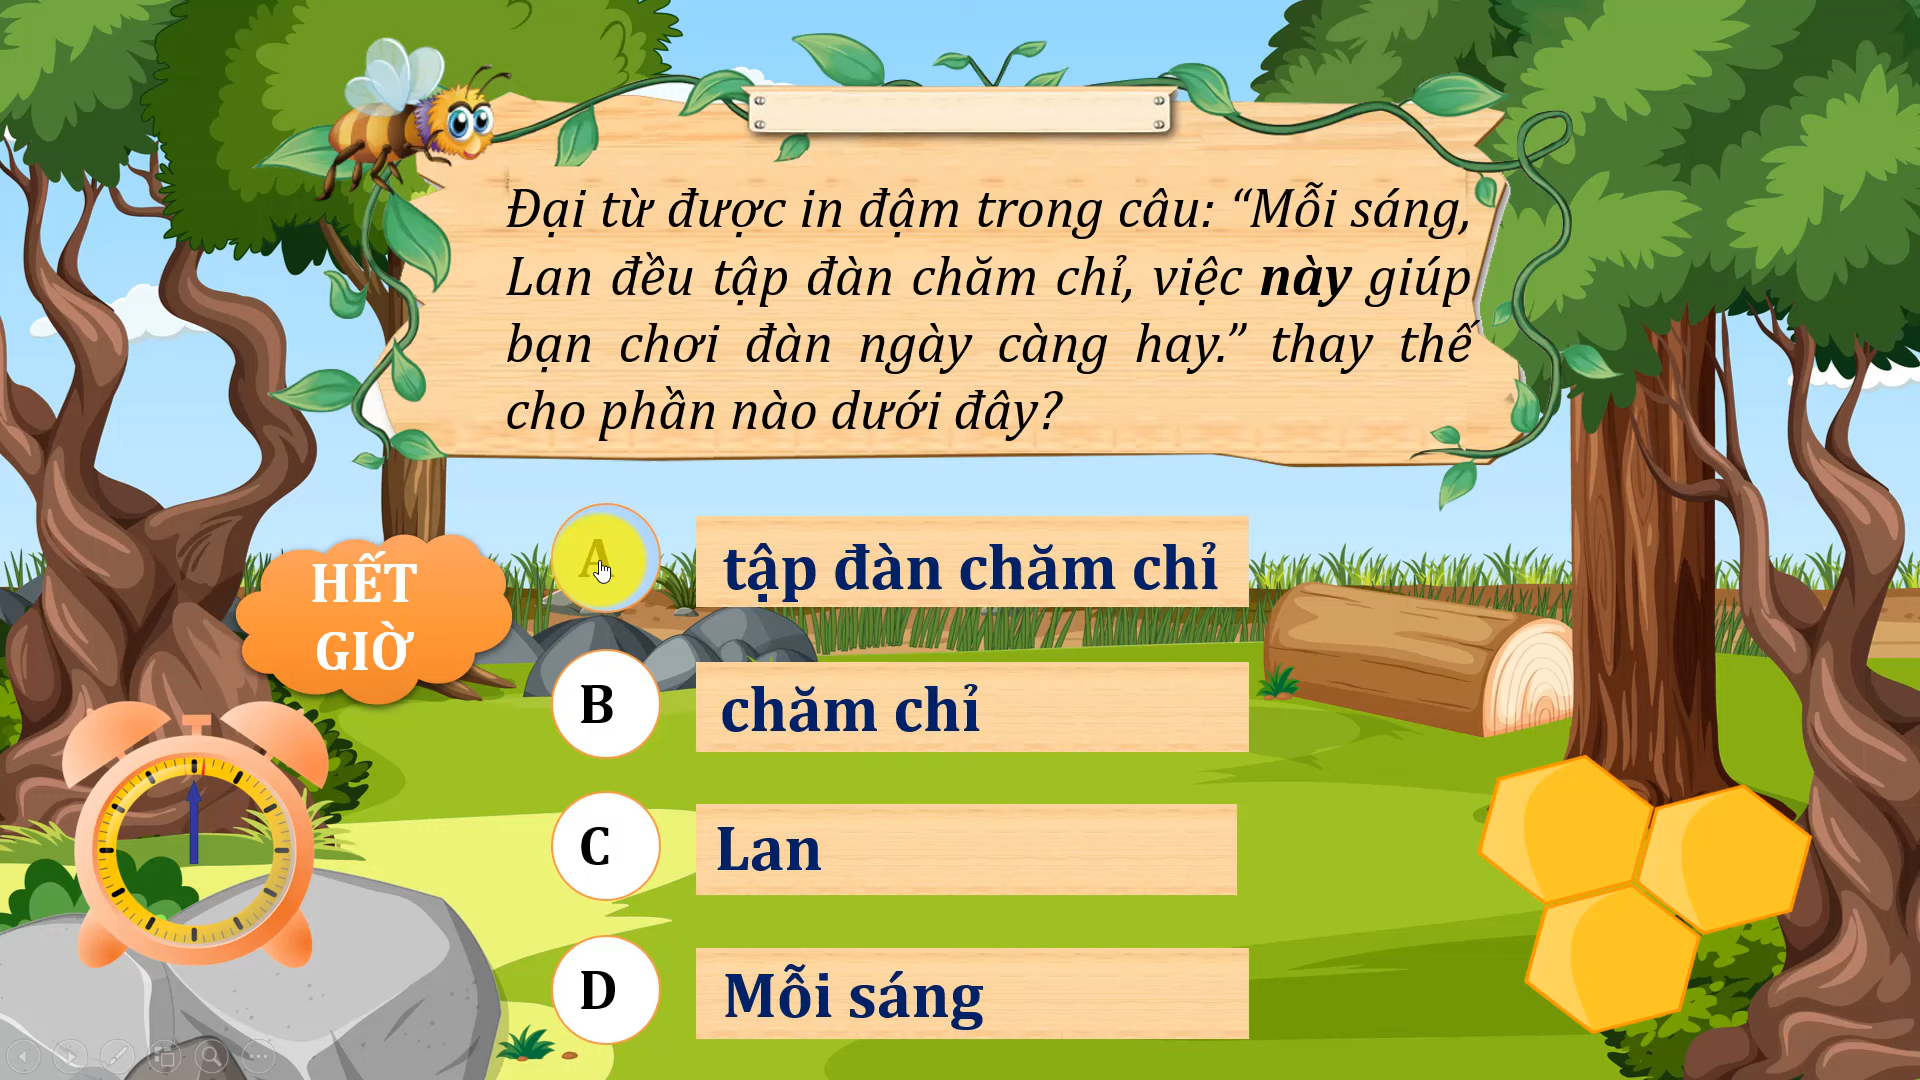 Đại từ được in đậm trong câu: “Mỗi sáng,
Lan đều tập đàn chăm chỉ, việc này giúp
bạn chơi đàn ngày càng hay.” thay thế
cho phần nào dưới đây?
HẾT
GIỜ
A
tập đàn chăm chỉ
B
chăm chỉ
C
Lan
D
Mỗi sáng